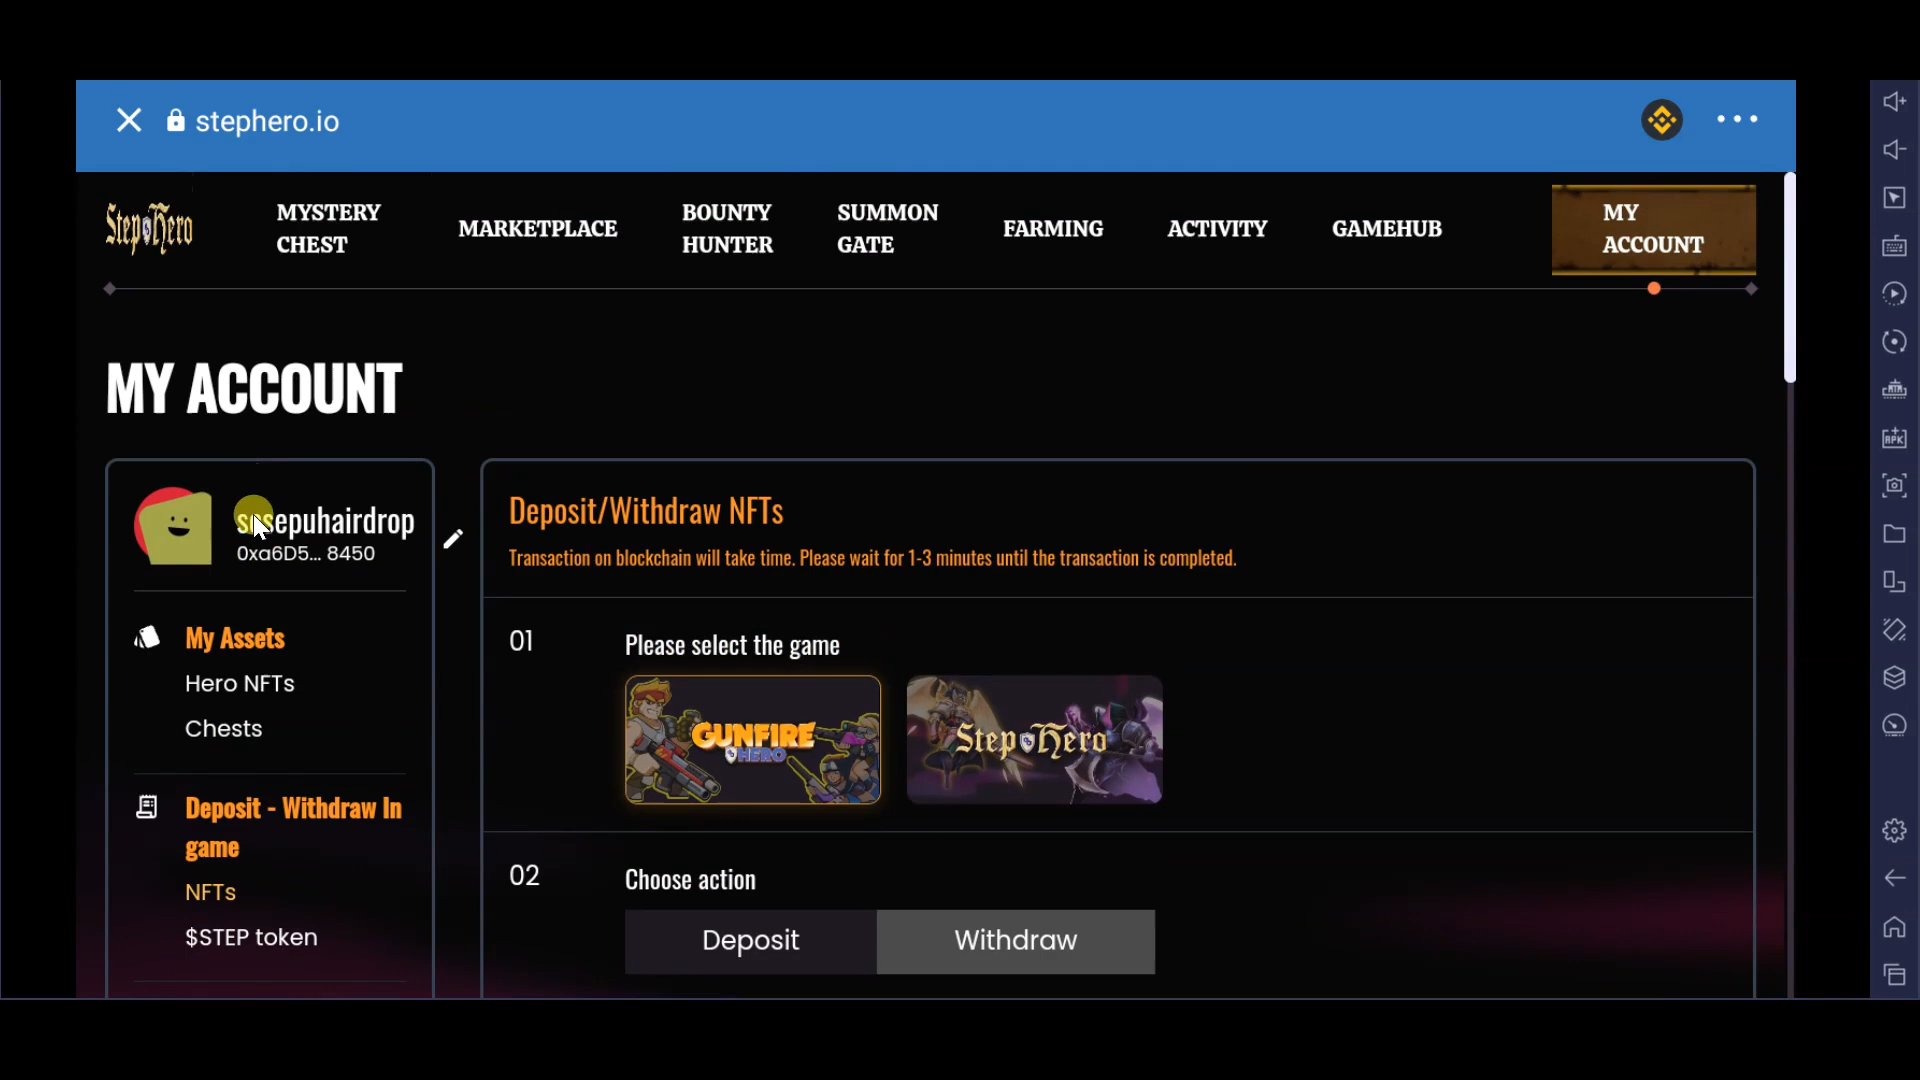 stephero.io
StepHero
MYSTERY
CHEST
MARKETPLACE
BOUNTY
HUNTER
SUMMON
GATE
FARMING
ACTIVITY
GAMEHUB
MY
ACCOUNT
MY ACCOUNT
0xa6D5... 8450
My Assets
Hero NFTs
Chests
Deposit - Withdraw In
game
NFTs
$STEP token
Deposit/Withdraw NFTs
Transaction on blockchain will take time. Please wait for 1-3 minutes until the transaction is completed.
01
Please select the game
GUNFIRE
HERO
StepHero
02
Choose action
Deposit
Withdraw
APK